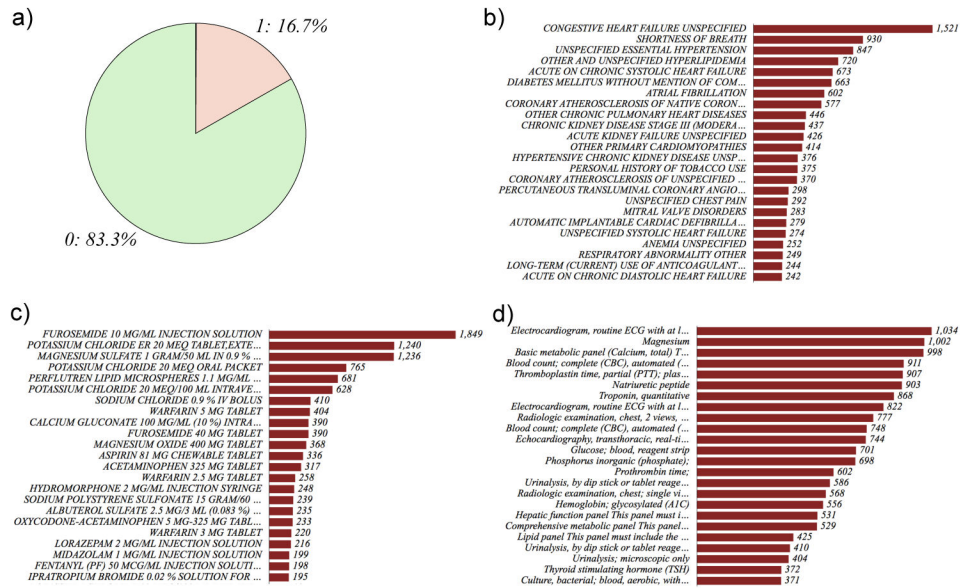 a)
1: 16.7%
0: 83.3%
b)
CONGESTIVE HEART FAILURE UNSPECIFIED 1,521
SHORTNESS OF BREATH 930
UNSPECIFIED ESSENTIAL HYPERTENSION 847
OTHER AND UNSPECIFIED HYPERLIPIDEMIA 720
ACUTE ON CHRONIC SYSTOLIC HEART FAILURE 673
DIABETES MELLITUS WITHOUT MENTION OF COM... 663
ATRIAL FIBRILLATION 602
CORONARY ATHEROSCLEROSIS OF NATIVE CORON... 577
OTHER CHRONIC PULMONARY HEART DISEASES 446
CHRONIC KIDNEY DISEASE STAGE III (MODERA... 437
ACUTE KIDNEY FAILURE UNSPECIFIED 426
OTHER PRIMARY CARDIOMYOPATHIES 414
HYPERTENSIVE CHRONIC KIDNEY DISEASE UNSP... 376
PERSONAL HISTORY OF TOBACCO USE 375
CORONARY ATHEROSCLEROSIS OF UNSPECIFIED ... 370
PERCUTANEOUS TRANSLUMINAL CORONARY ANGIO... 298
UNSPECIFIED CHEST PAIN 292
MITRAL VALVE DISORDERS 283
AUTOMATIC IMPLANTABLE CARDIAC DEFIBRILLA... 279
UNSPECIFIED SYSTOLIC HEART FAILURE 274
ANEMIA UNSPECIFIED 252
RESPIRATORY ABNORMALITY OTHER 249
LONG-TERM (CURRENT) USE OF ANTICOAGULANT... 244
ACUTE ON CHRONIC DIASTOLIC HEART FAILURE 242
c)
FUROSEMIDE 10 MG/ML INJECTION SOLUTION 1,849
POTASSIUM CHLORIDE ER 20 MEQ TABLET,EXTE... 1,240
MAGNESIUM SULFATE 1 GRAM/50 ML IN 0.9 % ... 1,236
POTASSIUM CHLORIDE 20 MEQ ORAL PACKET 765
PERFLUTREN LIPID MICROSPHERES 1.1 MG/ML ... 681
POTASSIUM CHLORIDE 20 MEQ/100 ML INTRAVE... 628
SODIUM CHLORIDE 0.9 % IV BOLUS 410
WARFARIN 5 MG TABLET 404
CALCIUM GLUCONATE 100 MG/ML (10 %) INTRA... 390
FUROSEMIDE 40 MG TABLET 390
MAGNESIUM OXIDE 400 MG TABLET 368
ASPIRIN 81 MG CHEWABLE TABLET 336
ACETAMINOPHEN 325 MG TABLET 317
WARFARIN 2.5 MG TABLET 258
HYDROMORPHONE 2 MG/ML INJECTION SYRINGE 248
SODIUM POLYSTYRENE SULFONATE 15 GRAM/60 ... 239
ALBUTEROL SULFATE 2.5 MG/3 ML (0.083 %) ... 235
OXYCODONE-ACETAMINOPHEN 5 MG-325 MG TABL... 233
WARFARIN 3 MG TABLET 220
LORAZEPAM 2 MG/ML INJECTION SOLUTION 216
MIDAZOLAM 1 MG/ML INJECTION SOLUTION 199
FENTANYL (PF) 50 MCG/ML INJECTION SOLUTI... 198
IPRATROPIUM BROMIDE 0.02 % SOLUTION FOR ... 195
d)
Electrocardiogram, routine ECG with at l... 1,034
Magnesium 1,002
Basic metabolic panel (Calcium, total) T... 998
Blood count; complete (CBC), automated (... 911
Thromboplastin time, partial (PTT); plas... 907
Natriuretic peptide 903
Troponin, quantitative 868
Electrocardiogram, routine ECG with at l... 822
Radiologic examination, chest, 2 views, ... 777
Blood count; complete (CBC), automated (... 748
Echocardiography, transthoracic, real-ti... 744
Glucose; blood, reagent strip 701
Phosphorus inorganic (phosphate); 698
Prothrombin time; 602
Urinalysis, by dip stick or tablet reage... 586
Radiologic examination, chest; single vi... 568
Hemoglobin; glycosylated (A1C) 556
Hepatic function panel This panel must i... 531
Comprehensive metabolic panel This panel... 529
Lipid panel This panel must include the ... 425
Urinalysis, by dip stick or tablet reage... 410
Urinalysis; microscopic only 404
Thyroid stimulating hormone (TSH) 372
Culture, bacterial; blood, aerobic, with... 371